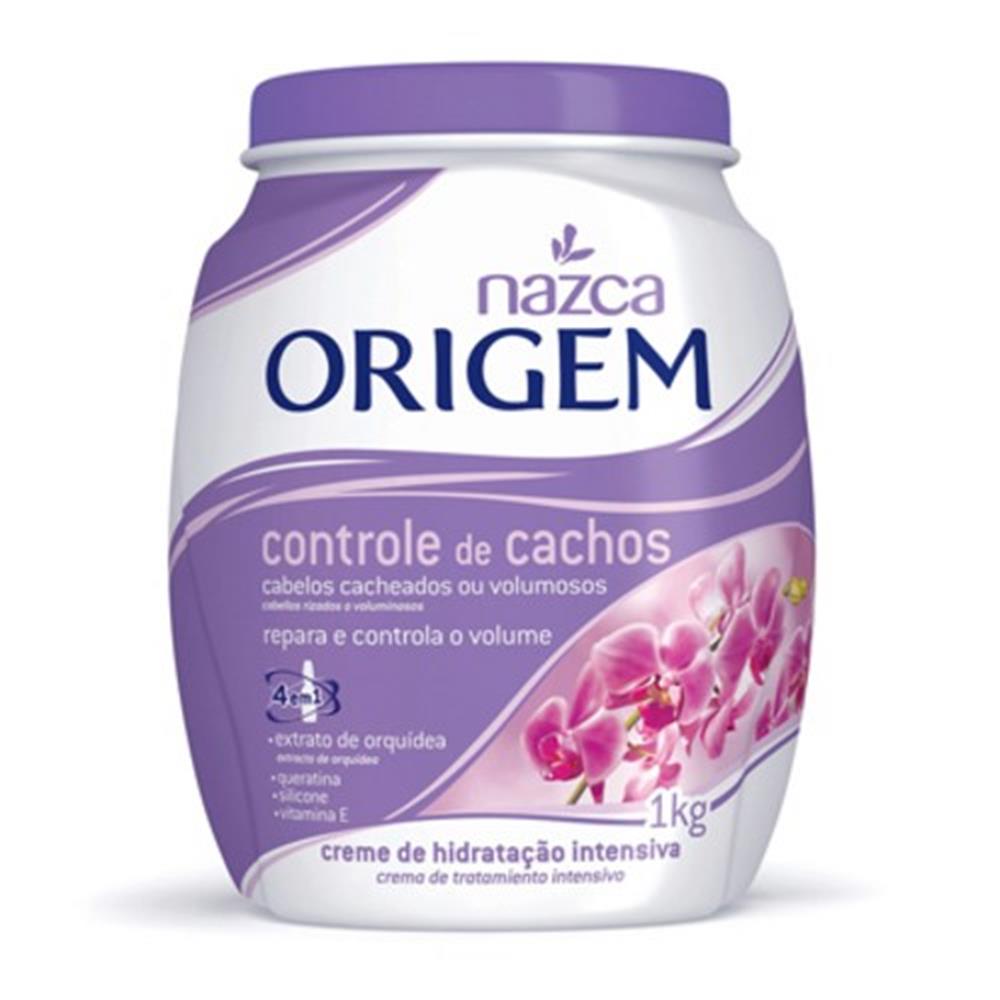 nazca
ORIGEM
controle de cachos
cabelos cacheados ou volumosos
cabellos rizados o voluminosos
repara e controla o volume
4 em 1
• extrato de orquídea
extracto de orquídea
• queratina
• silicone
• vitamina E
1kg
creme de hidratação intensiva
crema de tratamiento intensivo